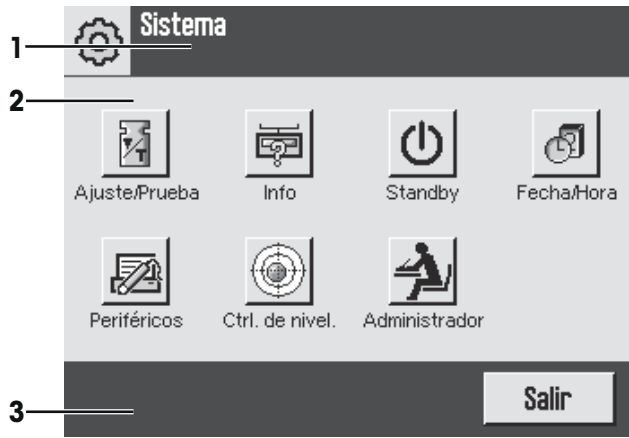 Sistema
1
2
Ajuste/Prueba Info Standby Fecha/Hora
Periféricos Ctrl. de nivel. Administrador
Salir
3